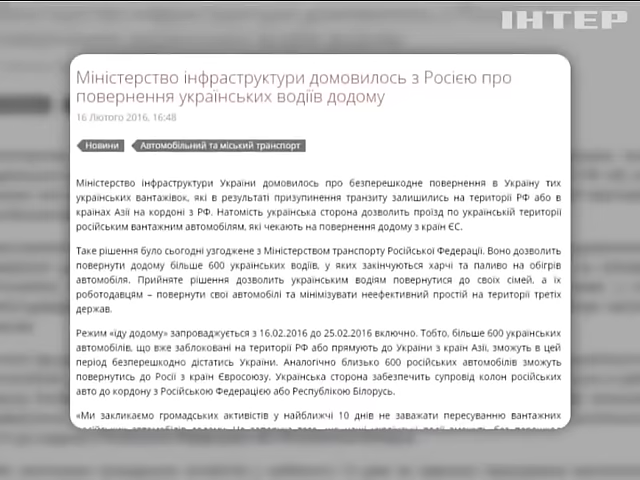 ІНТЕР
Міністерство інфраструктури домовилось з Росією про
повернення українських водіїв додому
16 Лютого 2016, 16:48
Новини
Автомобільний та міський транспорт
Міністерство інфраструктури України домовилось про безперешкодне повернення в Україну тих
українських вантажівок, які в результаті призупинення транзиту залишились на території РФ або в
країнах Азії на кордоні з РФ. Натомість українська сторона дозволить проїзд по українській території
російським вантажним автомобілям, які чекають на повернення додому з країн ЄС.
Таке рішення було сьогодні узгоджене з Міністерством транспорту Російської Федерації. Воно дозволить
повернути додому більше 600 українських водіїв, у яких закінчуються харчі та паливо на обігрів
автомобіля. Прийняте рішення дозволить українським водіям повернутися до своїх сімей, а їх
роботодавцям – повернути свої автомобілі та мінімізувати неефективний простій на території третіх
держав.
Режим «іду додому» запроваджується з 16.02.2016 до 25.02.2016 включно. Тобто, більше 600 українських
автомобілів, що вже заблоковані на території РФ або прямують до України з країн Азії, зможуть в цей
період безперешкодно дістатись України. Аналогічно близько 600 російських автомобілів зможуть
повернутись до Росії з країн Євросоюзу. Українська сторона забезпечить супровід колон російських
авто до кордону з Російською Федерацією або Республікою Білорусь.
«Ми закликаємо громадських активістів у найближчі 10 днів не заважати пересуванню вантажних